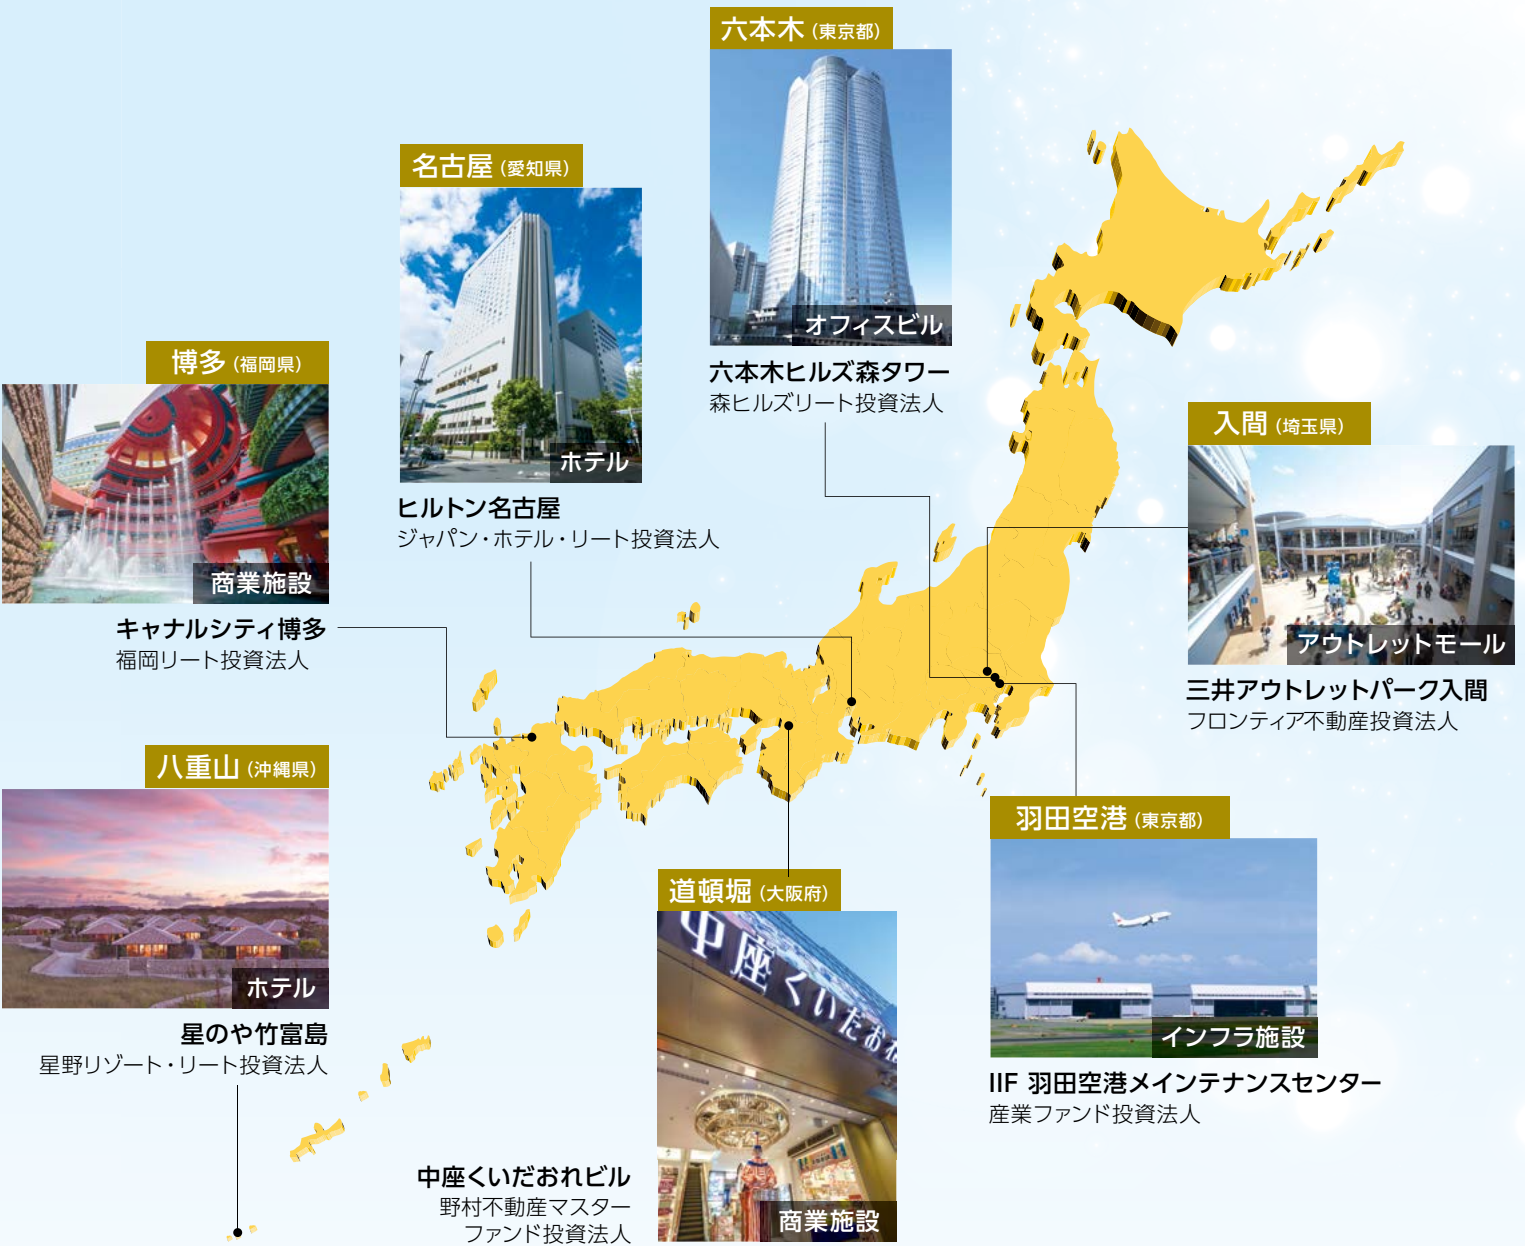 六本木（東京都）
オフィスビル
六本木ヒルズ森タワー
森ヒルズリート投資法人
名古屋（愛知県）
ホテル
ヒルトン名古屋
ジャパン・ホテル・リート投資法人
博多（福岡県）
商業施設
キャナルシティ博多
福岡リート投資法人
入間（埼玉県）
アウトレットモール
三井アウトレットパーク入間
フロンティア不動産投資法人
八重山（沖縄県）
ホテル
星のや竹富島
星野リゾート・リート投資法人
羽田空港（東京都）
インフラ施設
IIF 羽田空港メインテナンスセンター
産業ファンド投資法人
道頓堀（大阪府）
中座くいだおれ
商業施設
中座くいだおれビル
野村不動産マスター
ファンド投資法人